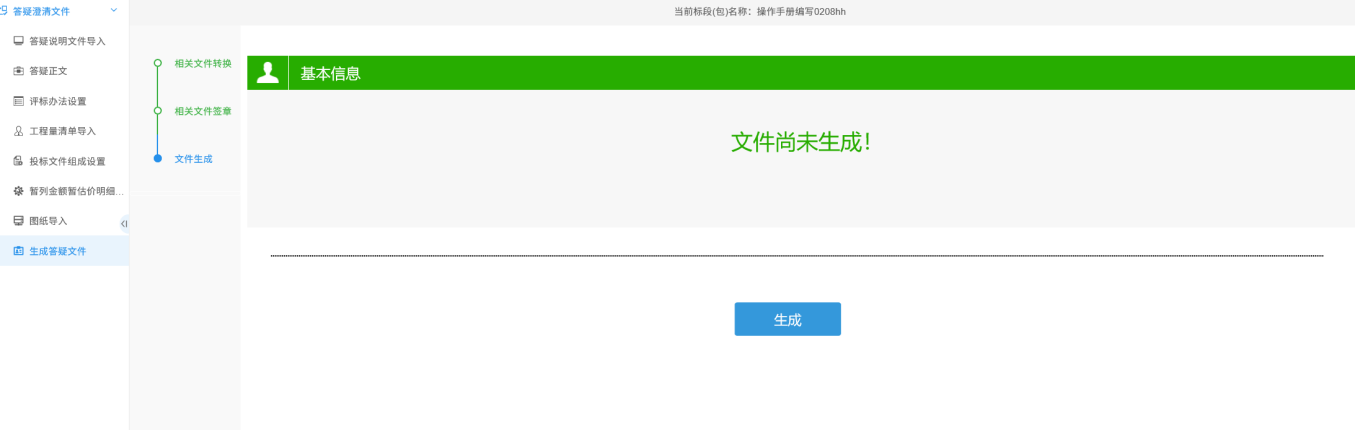 当前标段(包)名称：操作手册编写0208hh
答疑澄清文件
答疑说明文件导入
答疑正文
评标办法设置
工程量清单导入
投标文件组成设置
暂列金额暂估价明细...
图纸导入
生成答疑文件
相关文件转换
相关文件签章
文件生成
基本信息
文件尚未生成！
生成